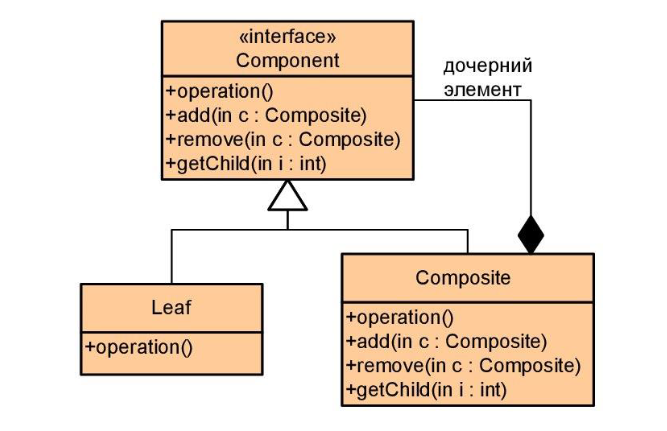 «interface»
Component
+operation()
+add(in c : Composite)
+remove(in c : Composite)
+getChild(in i : int)
дочерний
элемент
Leaf
+operation()
Composite
+operation()
+add(in c : Composite)
+remove(in c : Composite)
+getChild(in i : int)